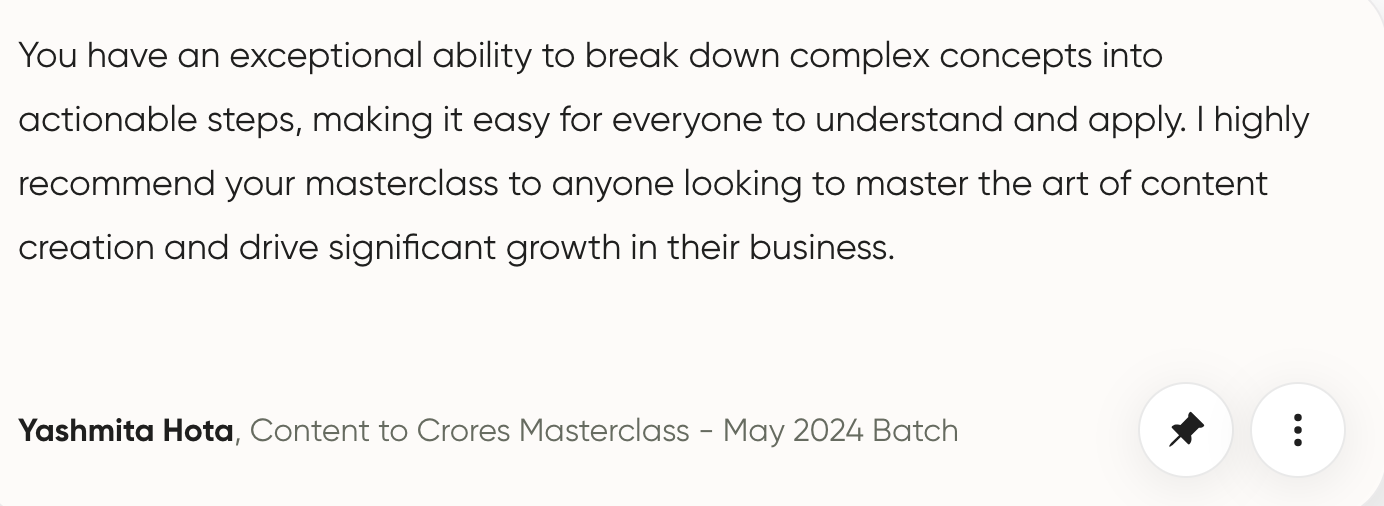 You have an exceptional ability to break down complex concepts into
actionable steps, making it easy for everyone to understand and apply. I highly
recommend your masterclass to anyone looking to master the art of content
creation and drive significant growth in their business.
Yashmita Hota, Content to Crores Masterclass - May 2024 Batch